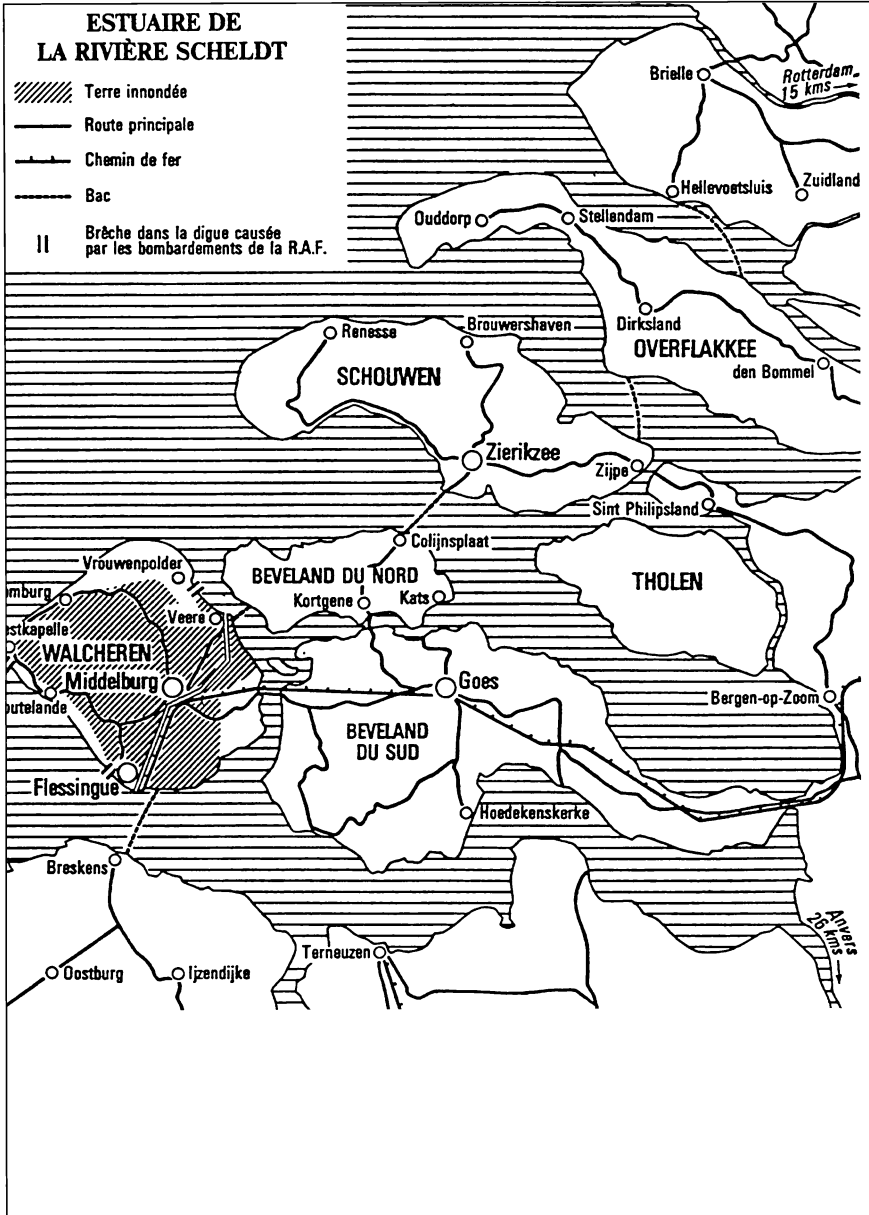 ESTUAIRE DE
LA RIVIÈRE SCHELDT
Terre innondée
Route principale
Chemin de fer
Bac
Brêche dans la digue causée
par les bombardements de la R.A.F.
Brielle
Rotterdam
15 kms
Hellevoetsluis
Zuidland
Ouddorp
Stellendam
Dirksland
OVERFLAKKEE
den Bommel
Renesse
Brouwershaven
SCHOUWEN
Zierikzee
Zijpe
Sint Philipsland
Colijnsplaat
Vrouwenpolder
BEVELAND DU NORD
THOLEN
omburg
Kortgene
Kats
Veere
estkapelle
WALCHEREN
Middelburg
Goes
Bergen-op-Zoom
outelande
BEVELAND
DU SUD
Flessingue
Hoedekenskerke
Breskens
Anvers
26 kms
Terneuzen
Oostburg
Ijzendijke